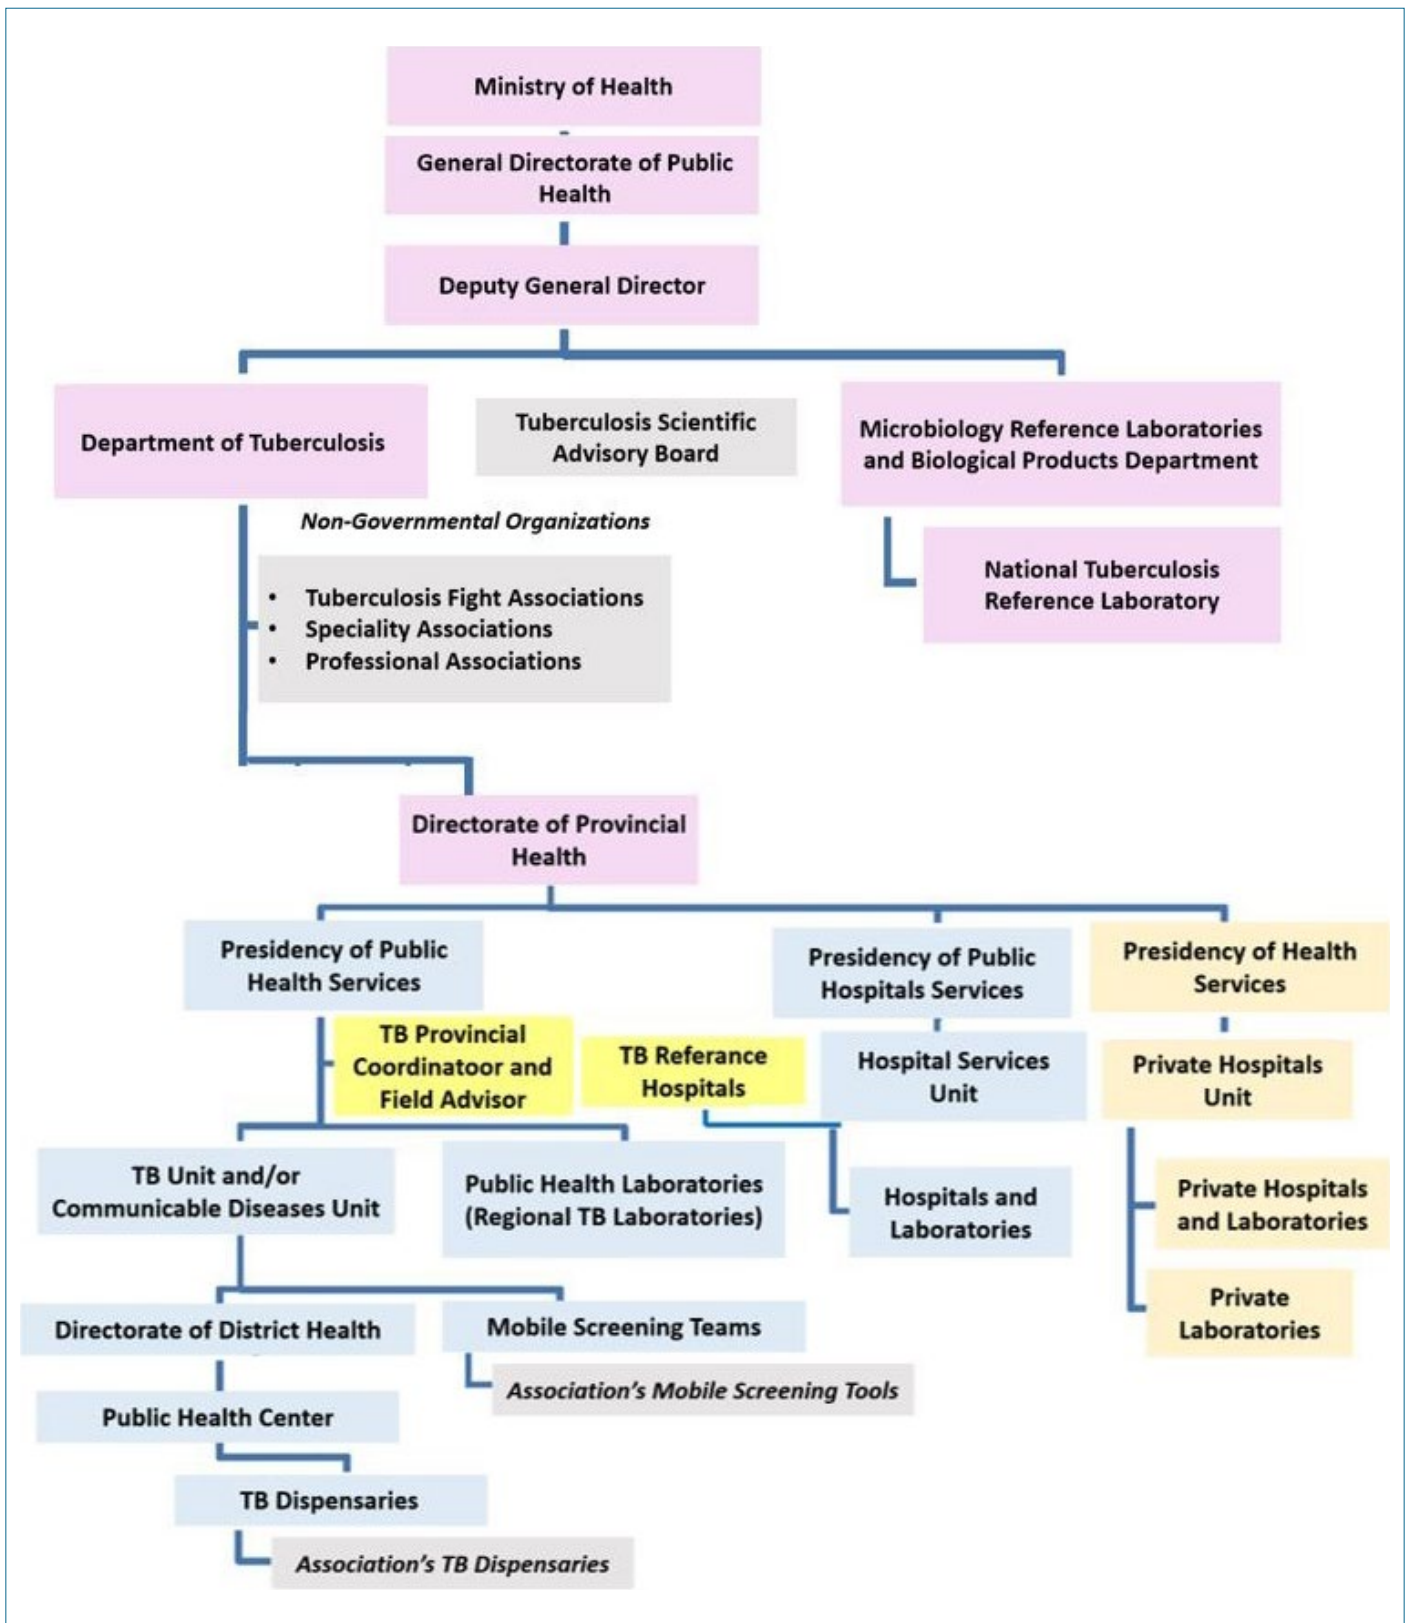 Ministry of Health
General Directorate of Public
Health
Deputy General Director
Department of Tuberculosis
Tuberculosis Scientific
Advisory Board
Microbiology Reference Laboratories
and Biological Products Department
Non-Governmental Organizations
• Tuberculosis Fight Associations
• Speciality Associations
• Professional Associations
National Tuberculosis
Reference Laboratory
Directorate of Provincial
Health
Presidency of Public
Health Services
Presidency of Public
Hospitals Services
Presidency of Health
Services
TB Provincial
Coordinatoor and
Field Advisor
TB Referance
Hospitals
Hospital Services
Unit
Private Hospitals
Unit
TB Unit and/or
Communicable Diseases Unit
Public Health Laboratories
(Regional TB Laboratories)
Hospitals and
Laboratories
Private Hospitals
and Laboratories
Private
Laboratories
Directorate of District Health
Mobile Screening Teams
Association's Mobile Screening Tools
Public Health Center
TB Dispensaries
Association's TB Dispensaries